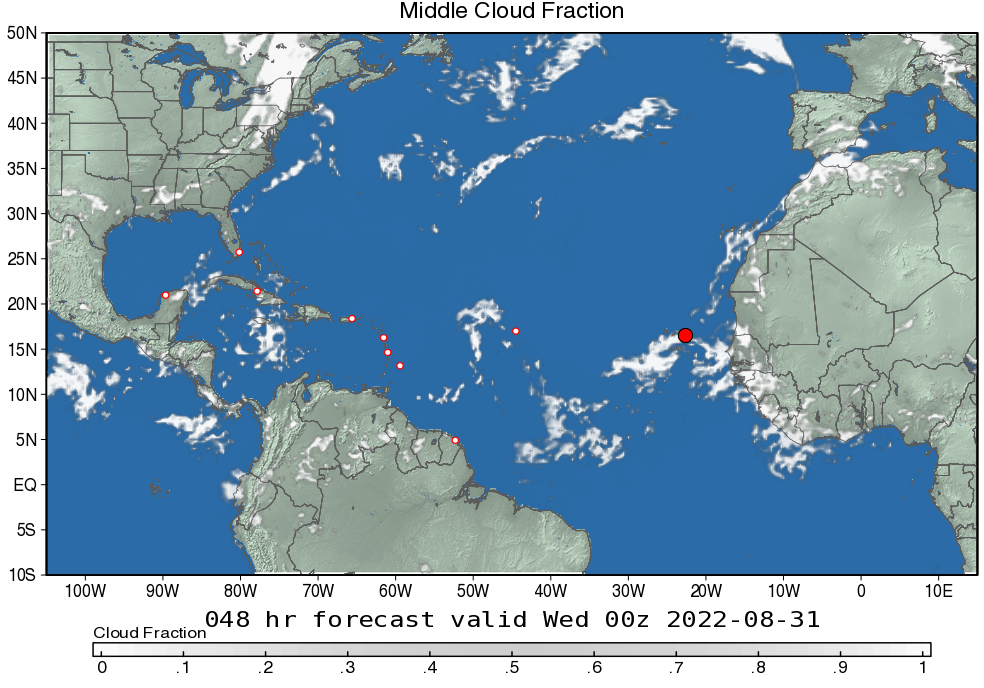 Middle Cloud Fraction
50N
45N
40N
35N
30N
25N
20N
15N
10N
5N
EQ
5S
10S
100W 90W 80W 70W 60W 50W 40W 30W 20W 10W 0 10E
048 hr forecast valid Wed 00z 2022-08-31
Cloud Fraction
0 .1 .2 .3 .4 .5 .6 .7 .8 .9 1